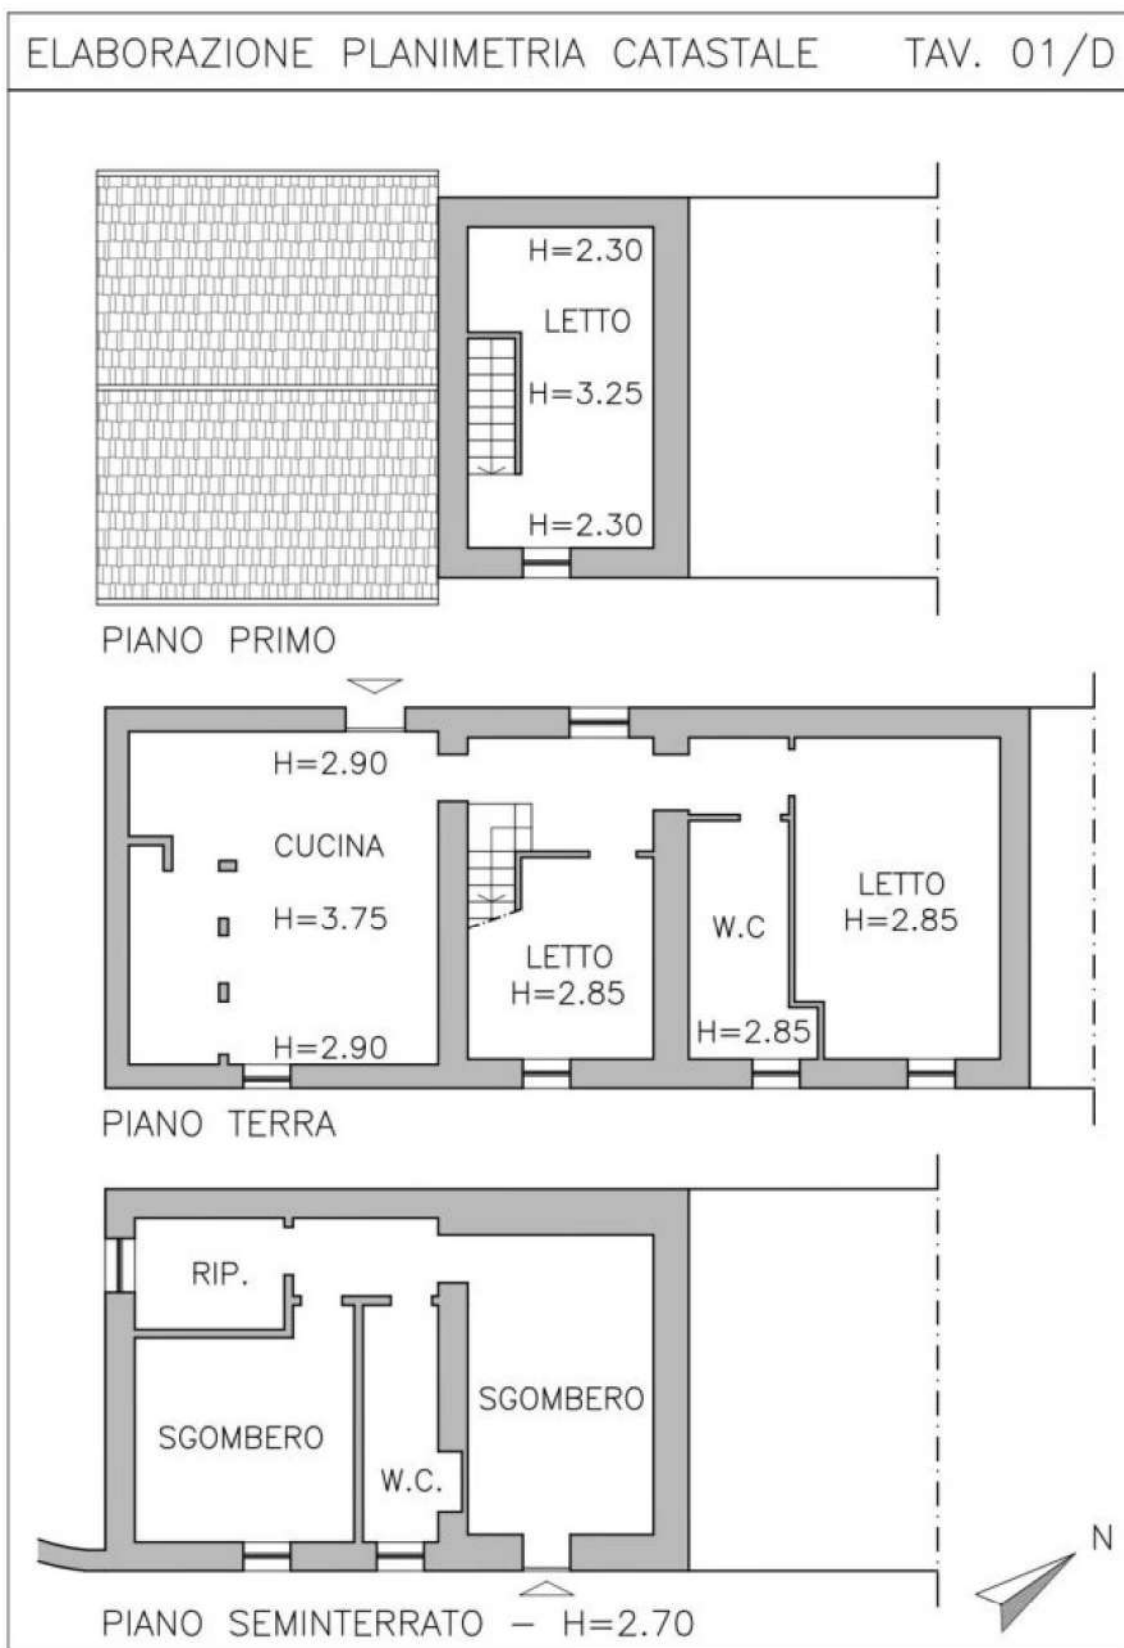 ELABORAZIONE PLANIMETRIA CATASTALE TAV. 01/D
H=2.30
LETTO
H=3.25
H=2.30
PIANO PRIMO
H=2.90
CUCINA
H=3.75
H=2.90
LETTO
H=2.85
W.C
H=2.85
LETTO
H=2.85
PIANO TERRA
RIP.
SGOMBERO
W.C.
SGOMBERO
N
PIANO SEMINTERRATO - H=2.70